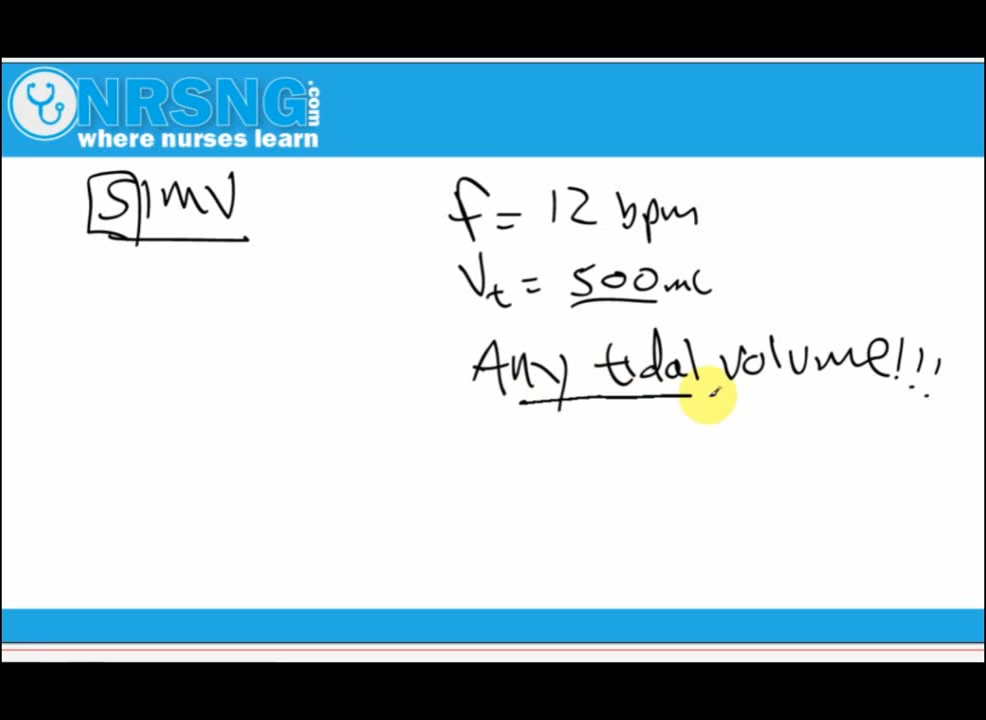 NRSNG.com
where nurses learn
SIMV
f = 12 bpm
Vt = 500mL
Any tidal volume!!!